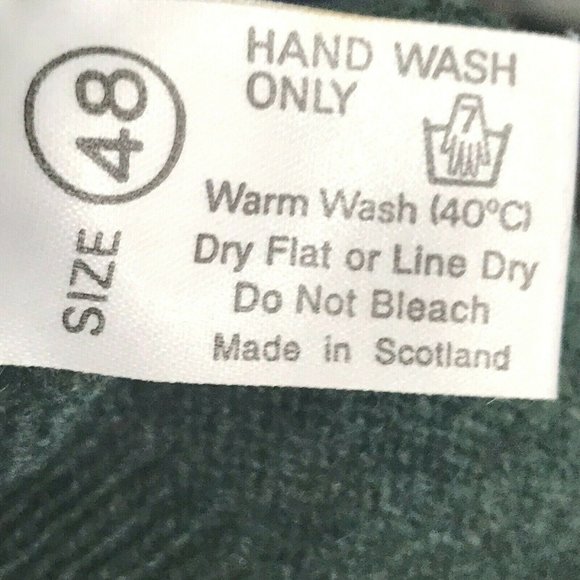 SIZE 48
HAND WASH
ONLY
7
Warm Wash (40°C)
Dry Flat or Line Dry
Do Not Bleach
Made in Scotland